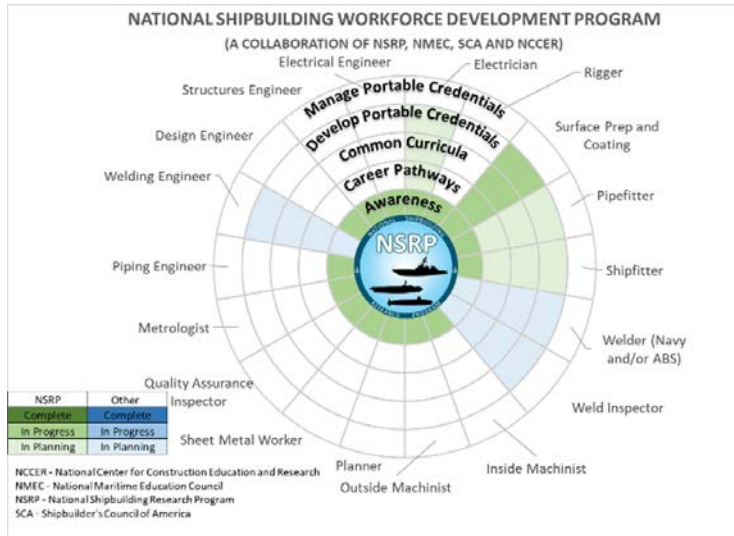 NATIONAL SHIPBUILDING WORKFORCE DEVELOPMENT PROGRAM
(A COLLABORATION OF NSRP, NMEC, SCA AND NCCER)
Electrical Engineer
Electrician
Rigger
Structures Engineer
Manage Portable Credentials
Develop Portable Credentials
Surface Prep and
Coating
Design Engineer
Common Curricula
Welding Engineer
Career Pathways
Pipefitter
Awareness
NATIONAL SHIPBUILDING
NSRP
RESEARCH PROGRAM
Piping Engineer
Shipfitter
Metrologist
Welder (Navy
and/or ABS)
Quality Assurance
Inspector
Weld Inspector
Sheet Metal Worker
Planner
Outside Machinist
Inside Machinist
NSRP Other
Complete Complete
In Progress In Progress
In Planning In Planning
NCCER - National Center for Construction Education and Research
NMEC - National Maritime Education Council
NSRP - National Shipbuilding Research Program
SCA - Shipbuilder's Council of America